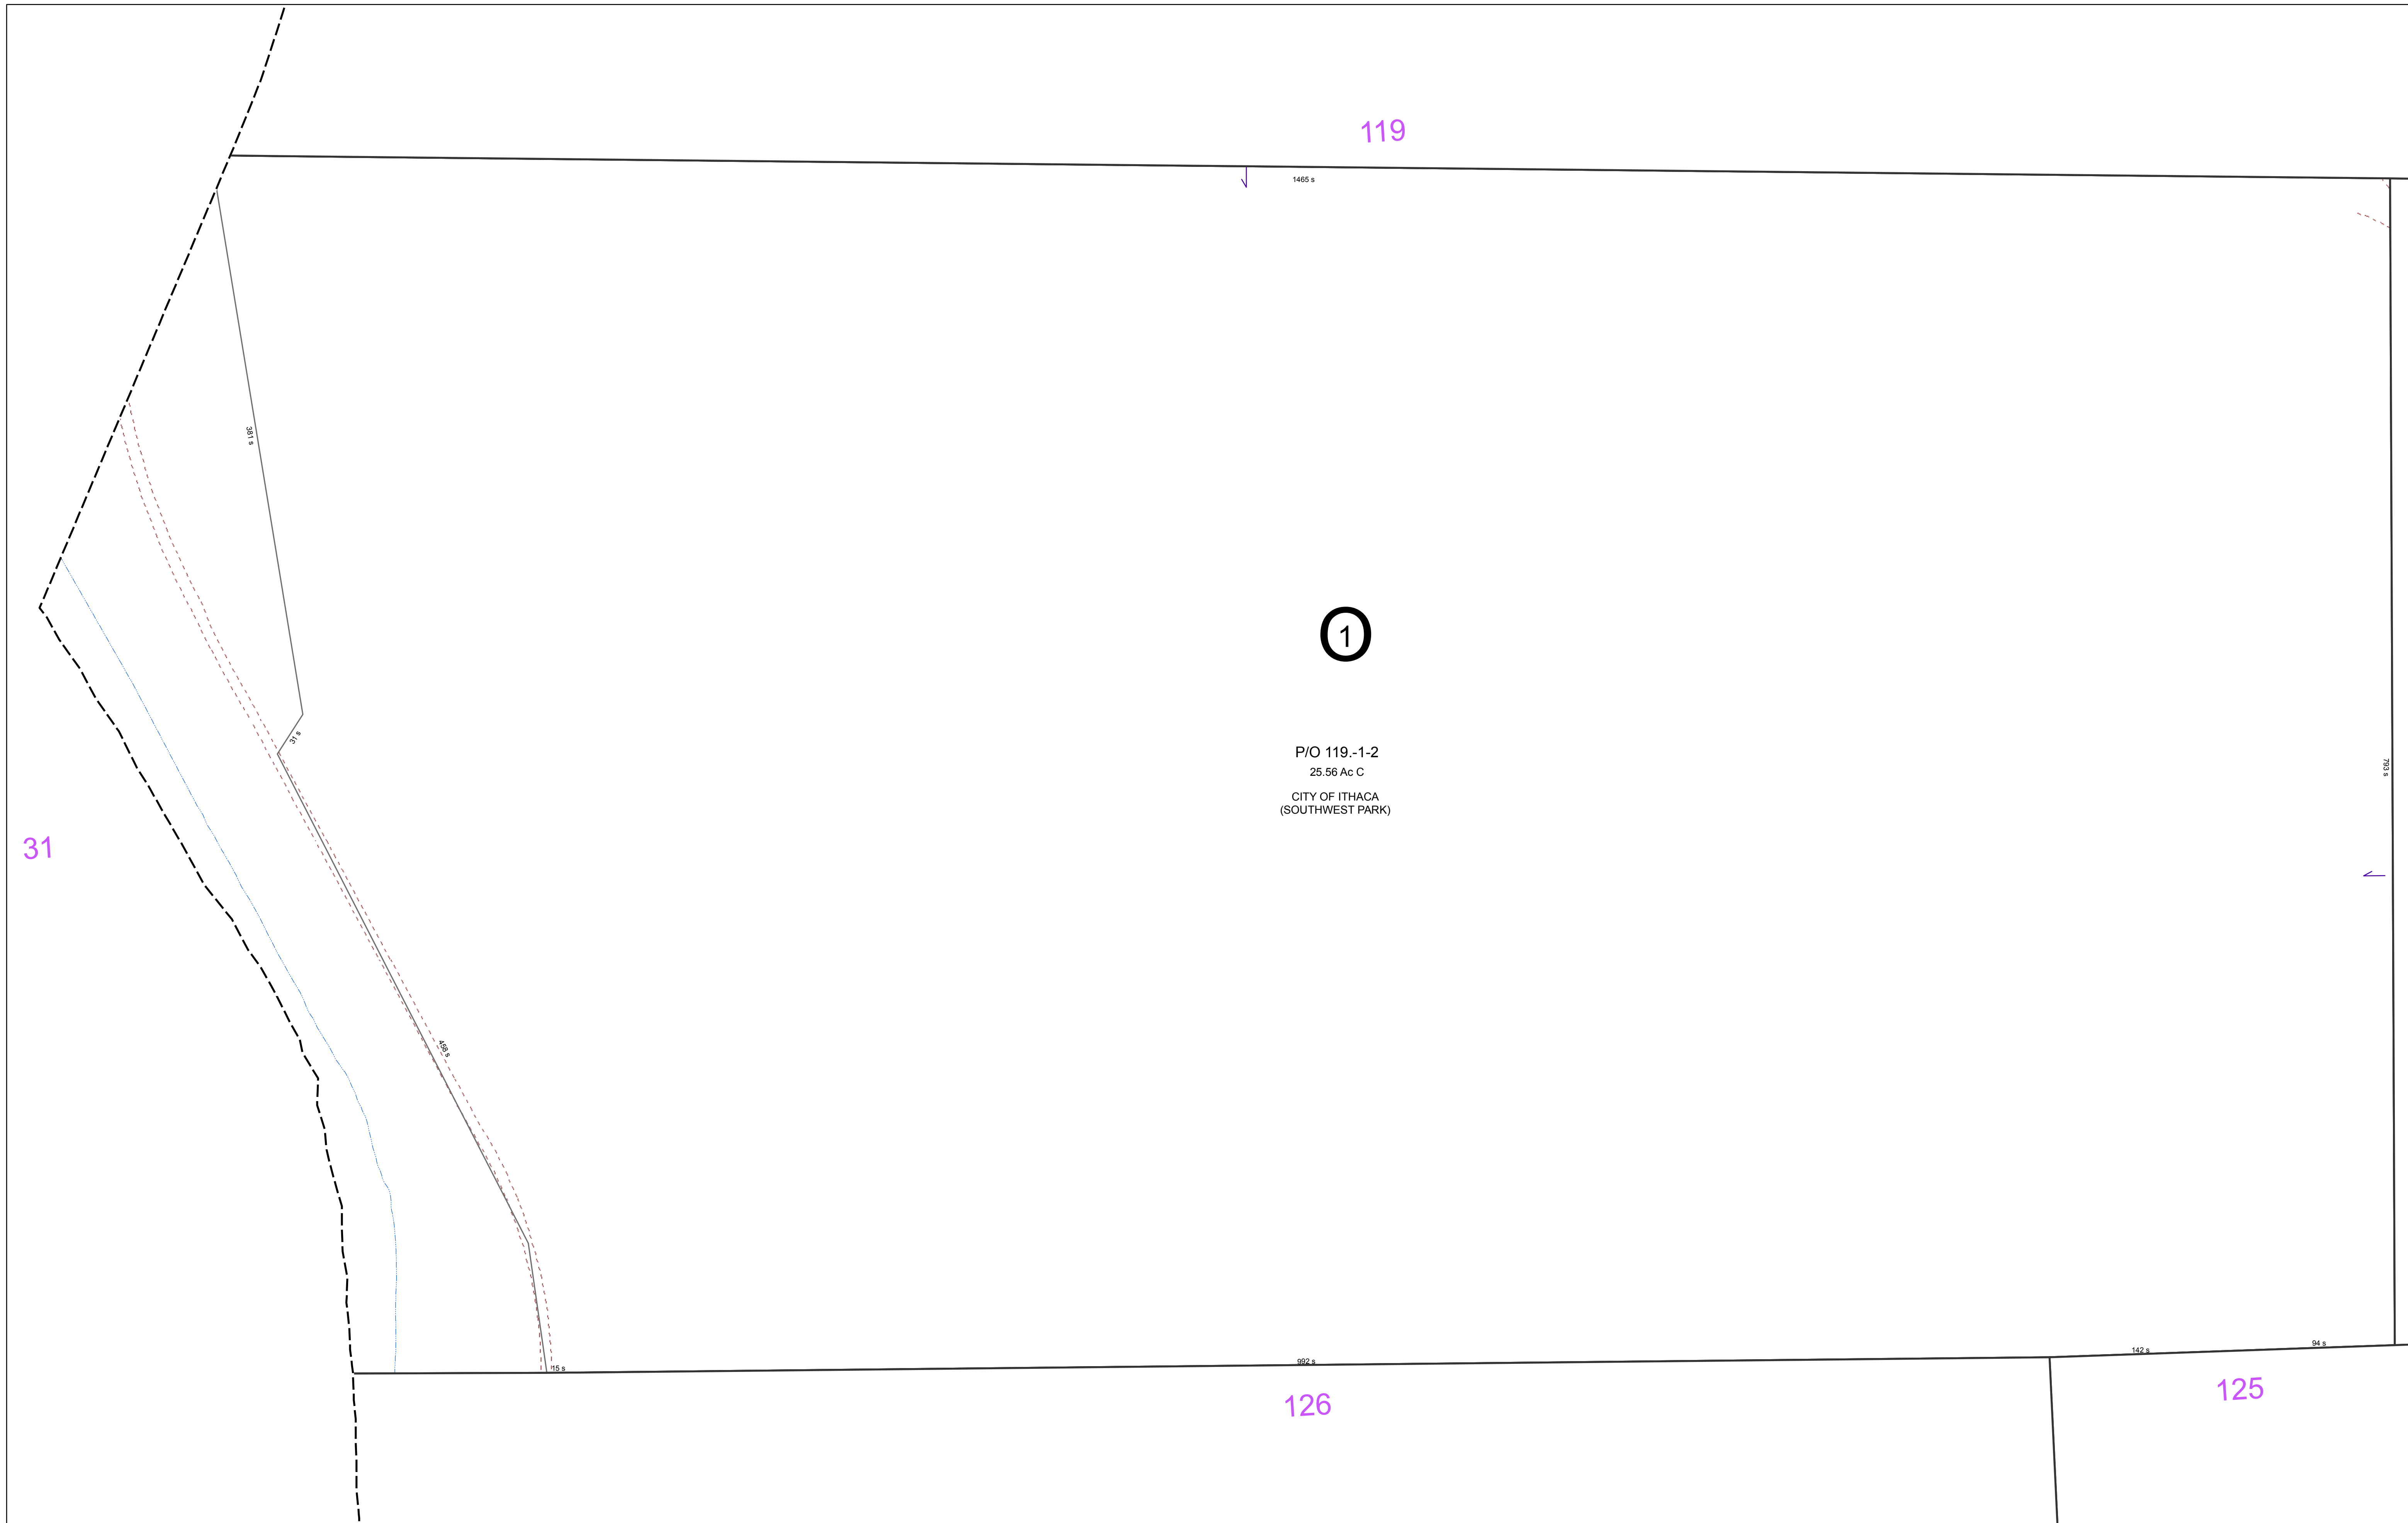 119
1465 s
381 s
1
31 s
P/O 119.-1-2
25.56 Ac C
CITY OF ITHACA
(SOUTHWEST PARK)
793 s
31
458 s
94 s
142 s
992 s
15 s
125
126